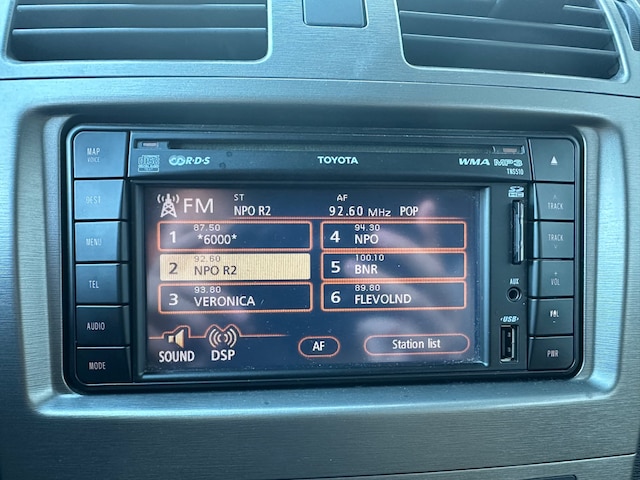 MAP
VOICE
DEST
MENU
TEL
AUDIO
MODE
R·D·S
TOYOTA
WMA MP3
TNS510
FM
ST
NPO R2
AF
92.60 MHz POP
1 87.50 *6000*
2 92.60 NPO R2
3 93.80 VERONICA
4 94.30 NPO
5 100.10 BNR
6 89.80 FLEVOLND
SOUND
DSP
AF
Station list
AUX
USB
TRACK
TRACK
VOL
VOL
PWR